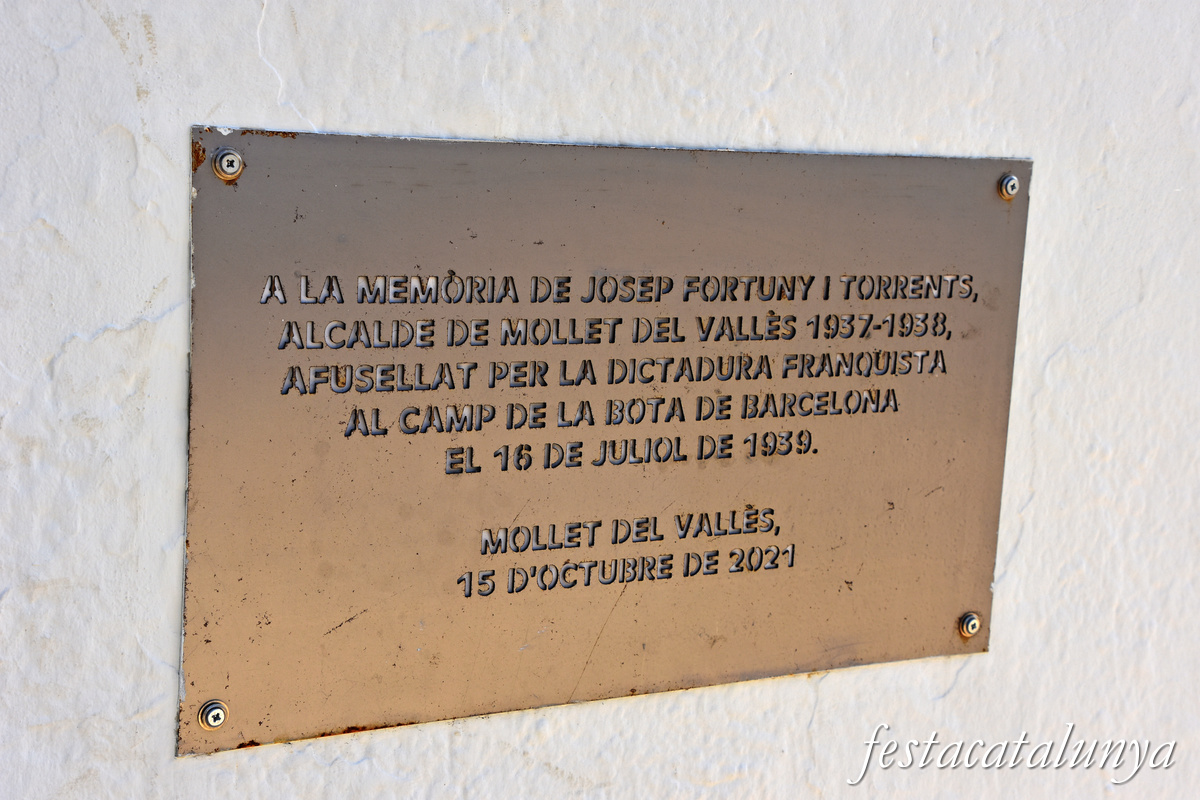 A LA MEMÒRIA DE JOSEP FORTUNY I TORRENTS,
ALCALDE DE MOLLET DEL VALLÈS 1937-1938,
AFUSELLAT PER LA DICTADURA FRANQUISTA
AL CAMP DE LA BOTA DE BARCELONA
EL 16 DE JULIOL DE 1939.
MOLLET DEL VALLÈS,
15 D'OCTUBRE DE 2021
festacatalunya